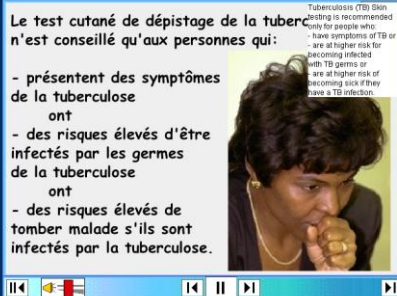 Le test cutané de dépistage de la tuberc
n'est conseillé qu'aux personnes qui:
- présentent des symptômes
de la tuberculose
ont
- des risques élevés d'être
infectés par les germes
de la tuberculose
ont
- des risques élevés de
tomber malade s'ils sont
infectés par la tuberculose.
Tuberculosis (TB) Skin
testing is recommended
only for people who:
- have symptoms of TB or
- are at higher risk for
becoming infected
with TB germs or
- are at higher risk of
becoming sick if they
have a TB infection.